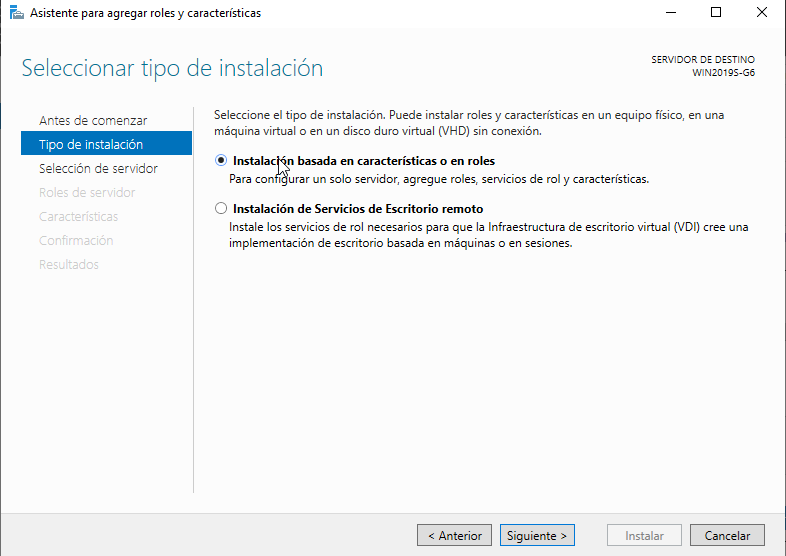 Asistente para agregar roles y características
Seleccionar tipo de instalación
SERVIDOR DE DESTINO
WIN2019S-G6
Antes de comenzar
Tipo de instalación
Selección de servidor
Roles de servidor
Características
Confirmación
Resultados
Seleccione el tipo de instalación. Puede instalar roles y características en un equipo físico, en una
máquina virtual o en un disco duro virtual (VHD) sin conexión.
Instalación basada en características o en roles
Para configurar un solo servidor, agregue roles, servicios de rol y características.
Instalación de Servicios de Escritorio remoto
Instale los servicios de rol necesarios para que la Infraestructura de escritorio virtual (VDI) cree una
implementación de escritorio basada en máquinas o en sesiones.
< Anterior
Siguiente >
Instalar
Cancelar